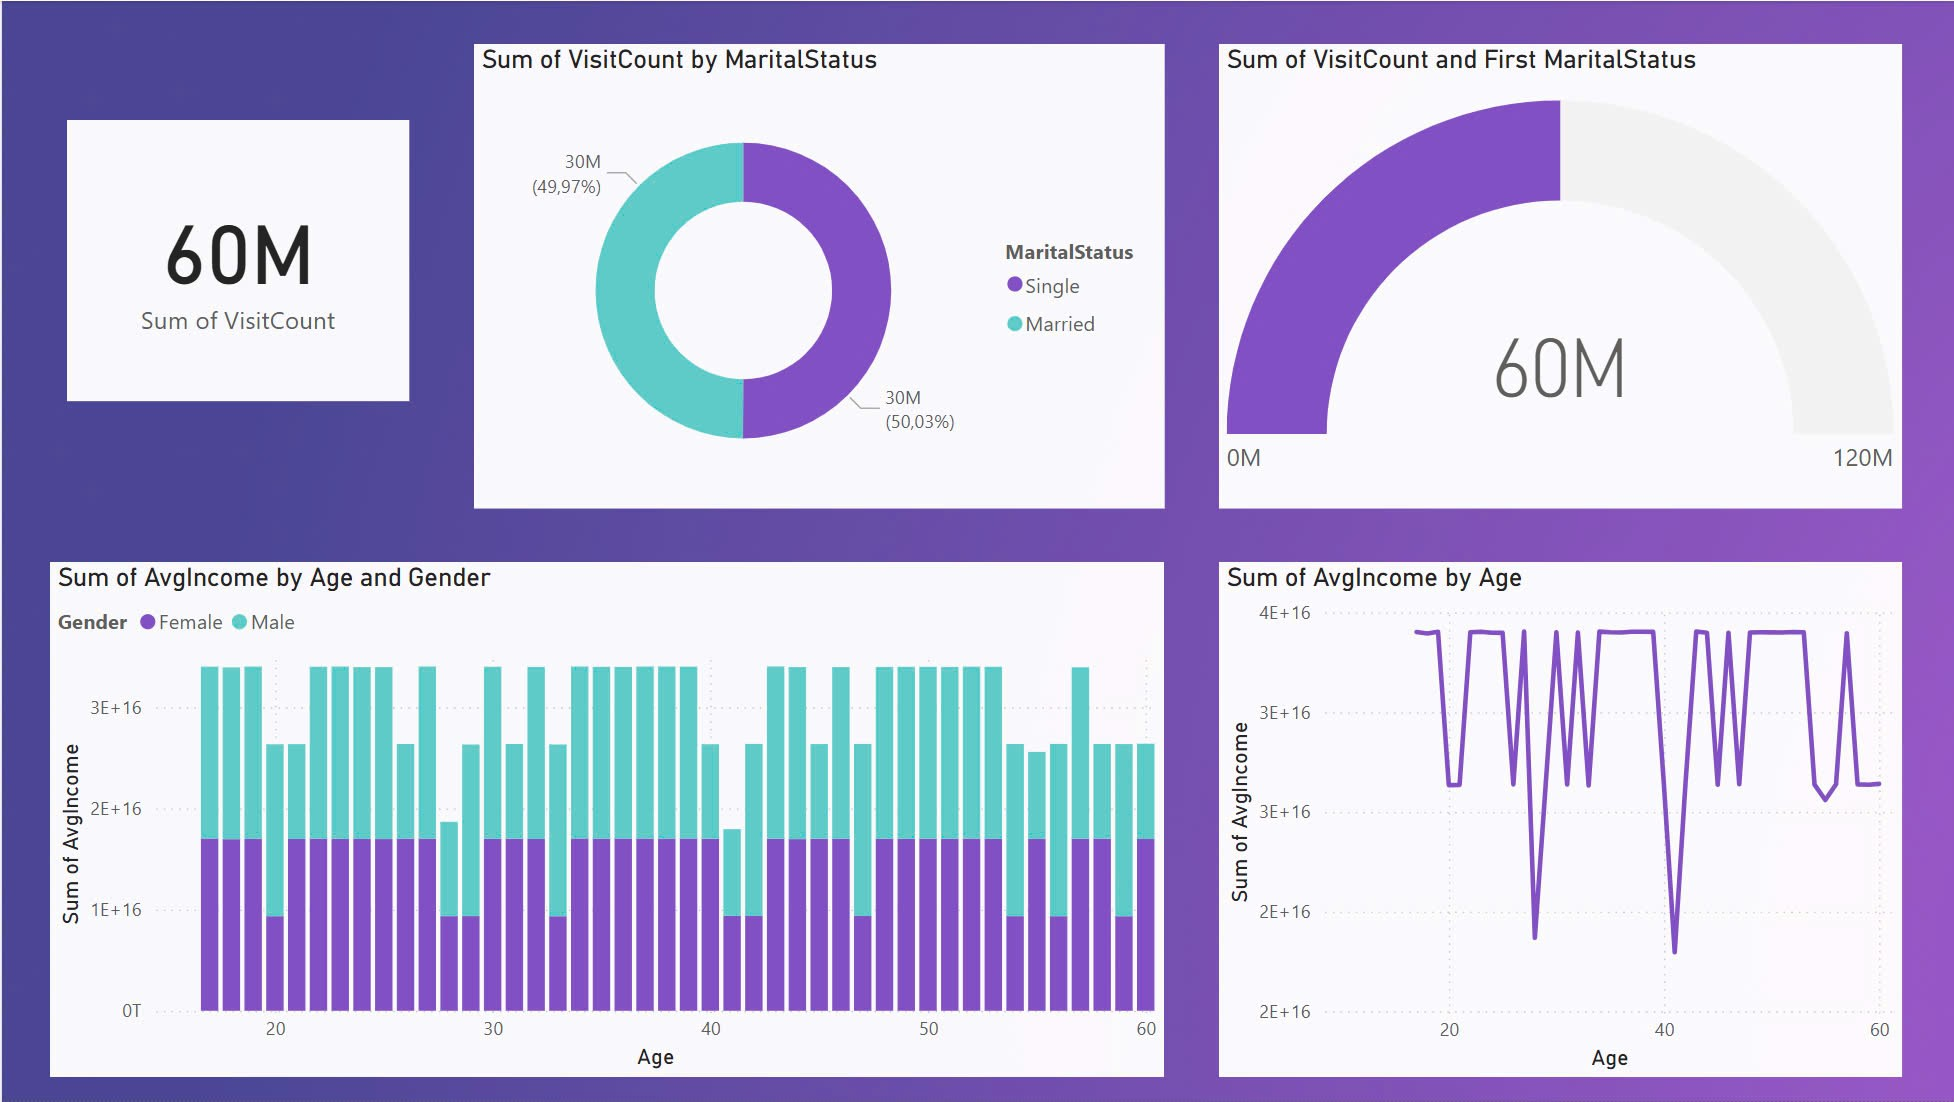 60M
Sum of VisitCount
Sum of VisitCount by MaritalStatus
30M
(49,97%)
30M
(50,03%)
MaritalStatus
Single
Married
Sum of VisitCount and First MaritalStatus
60M
0M
120M
Sum of AvgIncome by Age and Gender
Gender
Female
Male
Sum of AvgIncome
3E+16
2E+16
1E+16
0T
20
30
40
50
60
Age
Sum of AvgIncome by Age
Sum of AvgIncome
4E+16
3E+16
3E+16
2E+16
2E+16
20
40
60
Age